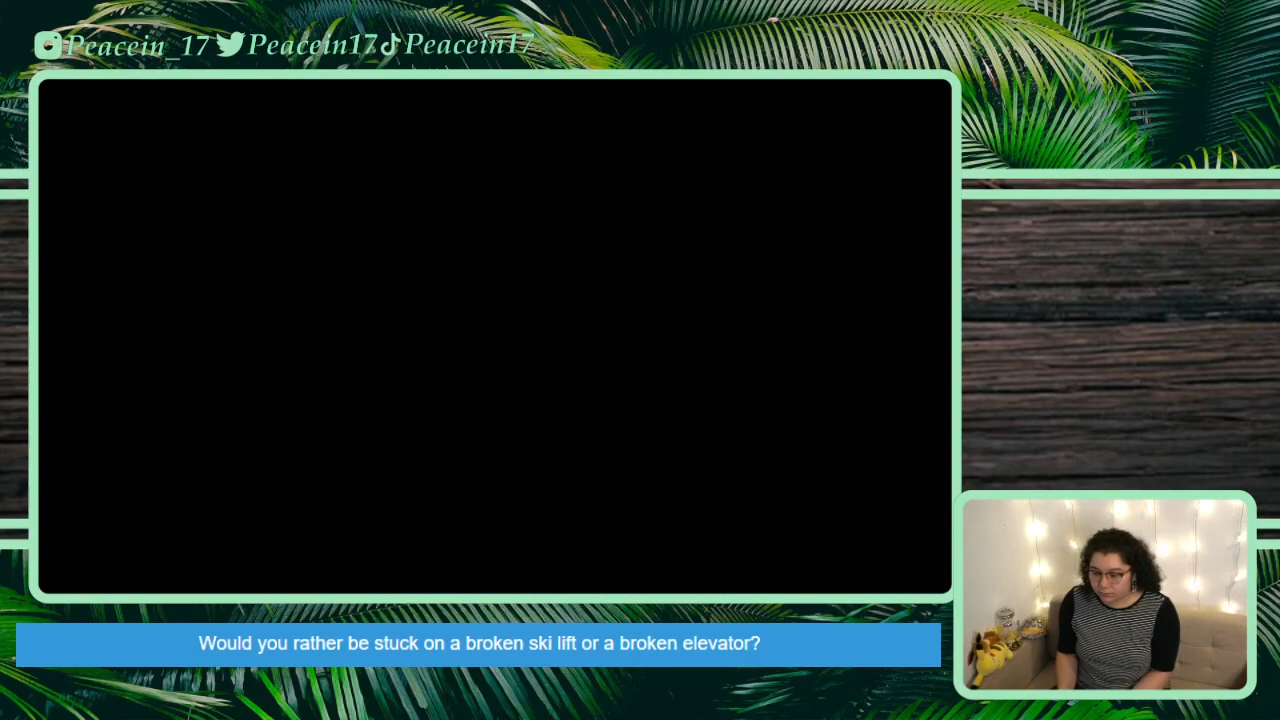 Peacein_17 Peacein17 Peacein17
Would you rather be stuck on a broken ski lift or a broken elevator?